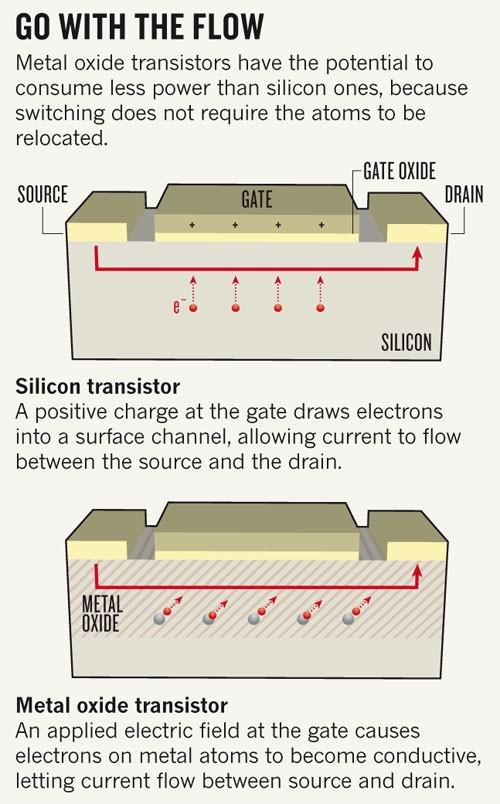 GO WITH THE FLOW
Metal oxide transistors have the potential to
consume less power than silicon ones, because
switching does not require the atoms to be
relocated.
GATE OXIDE
SOURCE
GATE
DRAIN
+ + + +
e⁻
SILICON
Silicon transistor
A positive charge at the gate draws electrons
into a surface channel, allowing current to flow
between the source and the drain.
METAL
OXIDE
Metal oxide transistor
An applied electric field at the gate causes
electrons on metal atoms to become conductive,
letting current flow between source and drain.